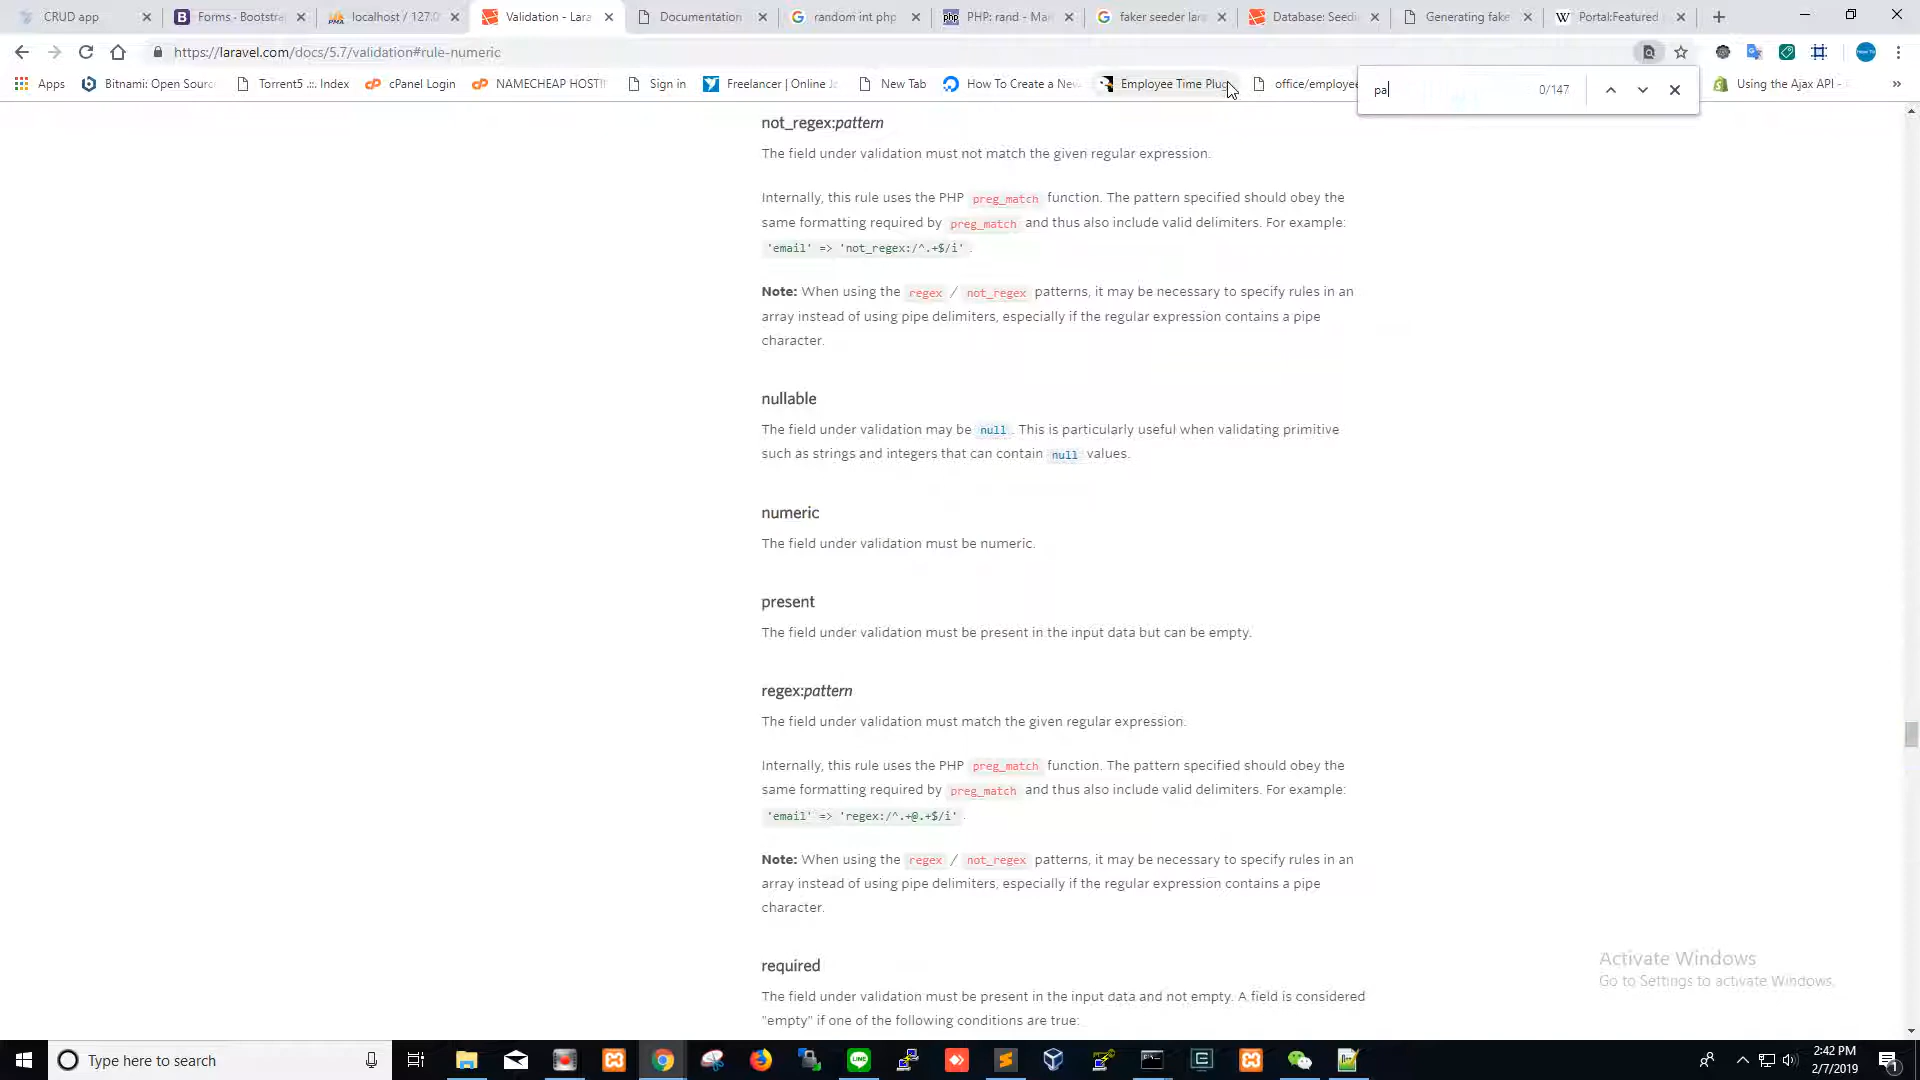 CRUD app
Forms · Bootstra
localhost / 127.0
Validation - Lara
Documentation
random int php
PHP: rand - Ma
faker seeder lar
Database: Seedi
Generating fake
Portal:Featured
https://laravel.com/docs/5.7/validation#rule-numeric
Apps
Bitnami: Open Sourc
Torrent5 .::. Index
cPanel Login
NAMECHEAP HOSTI
Sign in
Freelancer | Online J
New Tab
How To Create a Nev
Employee Time Plug
office/employe
Using the Ajax API -
pa 0/147
not_regex:pattern
The field under validation must not match the given regular expression.
Internally, this rule uses the PHP preg_match function. The pattern specified should obey the
same formatting required by preg_match and thus also include valid delimiters. For example:
'email' => 'not_regex:/^.+$/i' .
Note: When using the regex / not_regex patterns, it may be necessary to specify rules in an
array instead of using pipe delimiters, especially if the regular expression contains a pipe
character.
nullable
The field under validation may be null . This is particularly useful when validating primitive
such as strings and integers that can contain null values.
numeric
The field under validation must be numeric.
present
The field under validation must be present in the input data but can be empty.
regex:pattern
The field under validation must match the given regular expression.
Internally, this rule uses the PHP preg_match function. The pattern specified should obey the
same formatting required by preg_match and thus also include valid delimiters. For example:
'email' => 'regex:/^.+@.+$/i' .
Note: When using the regex / not_regex patterns, it may be necessary to specify rules in an
array instead of using pipe delimiters, especially if the regular expression contains a pipe
character.
required
The field under validation must be present in the input data and not empty. A field is considered
"empty" if one of the following conditions are true:
Activate Windows
Go to Settings to activate Windows.
Type here to search
2:42 PM
2/7/2019